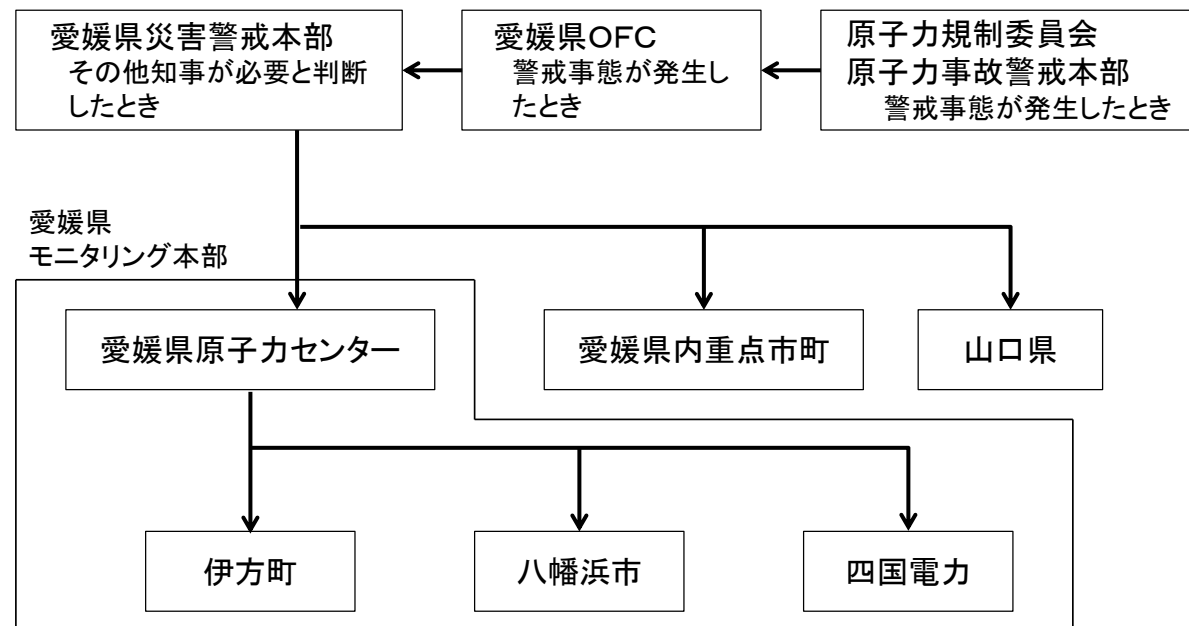 愛媛県災害警戒本部
その他知事が必要と判断
したとき
愛媛県OFC
警戒事態が発生し
たとき
原子力規制委員会
原子力事故警戒本部
警戒事態が発生したとき
愛媛県
モニタリング本部
愛媛県原子力センター
愛媛県内重点市町
山口県
伊方町
八幡浜市
四国電力